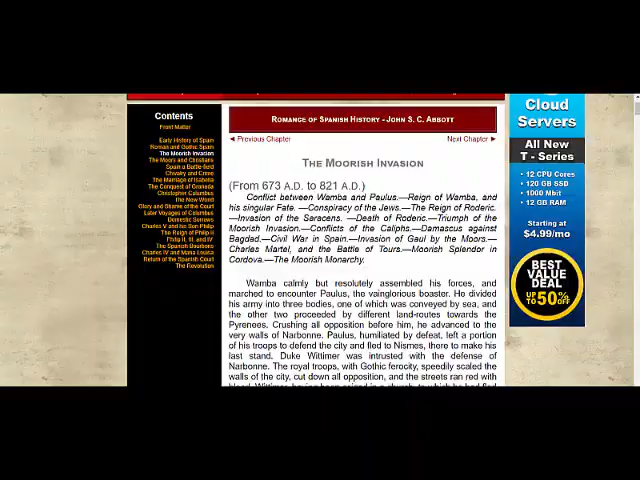 Contents
Front Matter
Early History of Spain
Roman and Gothic Spain
The Moorish Invasion
The Moors and Christians
Spain a Battle-field
Chivalry and Crime
The Marriage of Isabella
The Conquest of Granada
Christopher Columbus
The New World
Glory and Shame of the Court
Later Voyages of Columbus
Domestic Sorrows
Charles V and his Son Philip
The Reign of Philip II
Philip III, and IV
The Spanish Bourbons
Charles IV and Maria Louisa
Return of the Spanish Court
The Revolution
Romance of Spanish History - John S. C. Abbott
◄ Previous Chapter
Next Chapter ►
The Moorish Invasion
(From 673 A.D. to 821 A.D.)
Conflict between Wamba and Paulus.—Reign of Wamba, and
his singular Fate. —Conspiracy of the Jews.—The Reign of Roderic.
—Invasion of the Saracens. —Death of Roderic.—Triumph of the
Moorish Invasion.—Conflicts of the Caliphs.—Damascus against
Bagdad.—Civil War in Spain.—Invasion of Gaul by the Moors.—
Charles Martel, and the Battle of Tours.—Moorish Splendor in
Cordova.—The Moorish Monarchy.
Wamba calmly but resolutely assembled his forces, and
marched to encounter Paulus, the vainglorious boaster. He divided
his army into three bodies, one of which was conveyed by sea, and
the other two proceeded by different land-routes towards the
Pyrenees. Crushing all opposition before him, he advanced to the
very walls of Narbonne. Paulus, humiliated by defeat, left a portion
of his troops to defend the city and fled to Nismes, there to make his
last stand. Duke Wittimer was intrusted with the defense of
Narbonne. The royal troops, with Gothic ferocity, speedily scaled the
walls of the city, cut down all opposition, and the streets ran red with
Cloud
Servers
All New
T - Series
• 12 CPU Cores
• 120 GB SSD
• 1000 Mbit
• 12 GB RAM
Starting at
$4.99/mo
BEST
VALUE
DEAL
UP TO 50%